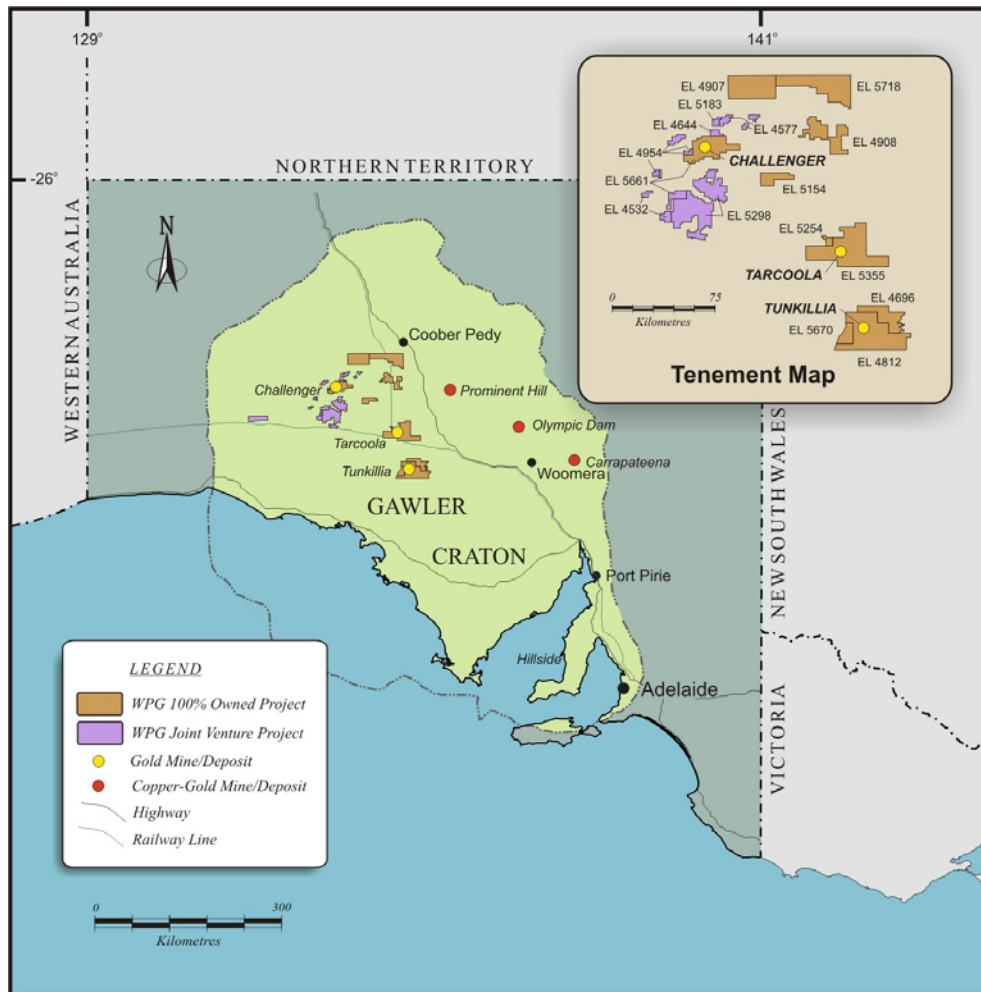 129°
141°
-26°
NORTHERN TERRITORY
WESTERN AUSTRALIA
NEW SOUTH WALES
VICTORIA
N
EL 4907
EL 5718
EL 5183
EL 4644
EL 4577
EL 4908
EL 4954
CHALLENGER
EL 5661
EL 5154
EL 4532
EL 5298
EL 5254
TARCOOLA
EL 5355
0
75
Kilometres
TUNKILLIA
EL 4696
EL 5670
EL 4812
Tenement Map
Coober Pedy
Challenger
Prominent Hill
Olympic Dam
Tarcoola
Tunkillia
Woomera
Carrapateena
GAWLER
CRATON
Port Pirie
Hillside
Adelaide
LEGEND
WPG 100% Owned Project
WPG Joint Venture Project
Gold Mine/Deposit
Copper-Gold Mine/Deposit
Highway
Railway Line
0
300
Kilometres